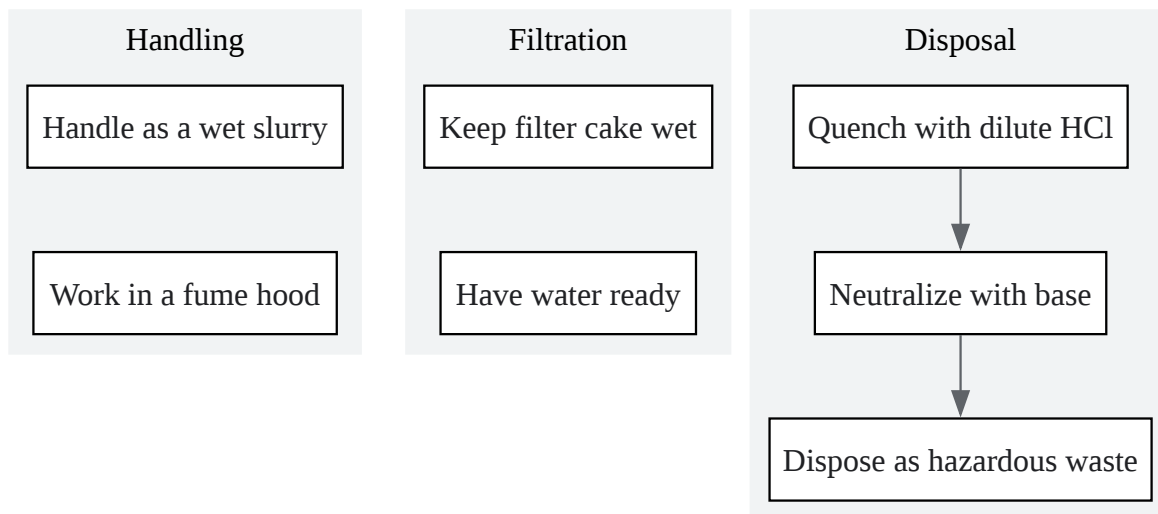 Handling
Handle as a wet slurry
Work in a fume hood
Filtration
Keep filter cake wet
Have water ready
Disposal
Quench with dilute HCl
Neutralize with base
Dispose as hazardous waste